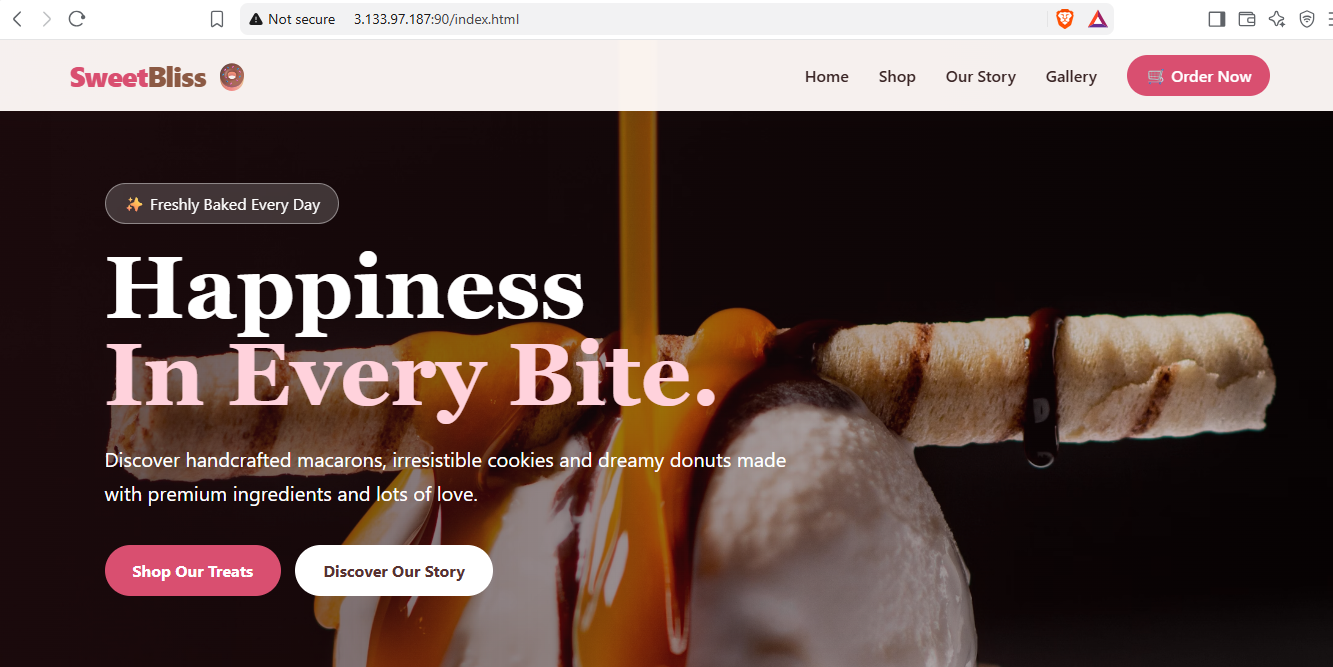 Not secure 3.133.97.187:90/index.html
SweetBliss
Home Shop Our Story Gallery Order Now
✨ Freshly Baked Every Day
Happiness
In Every Bite.
Discover handcrafted macarons, irresistible cookies and dreamy donuts made
with premium ingredients and lots of love.
Shop Our Treats Discover Our Story